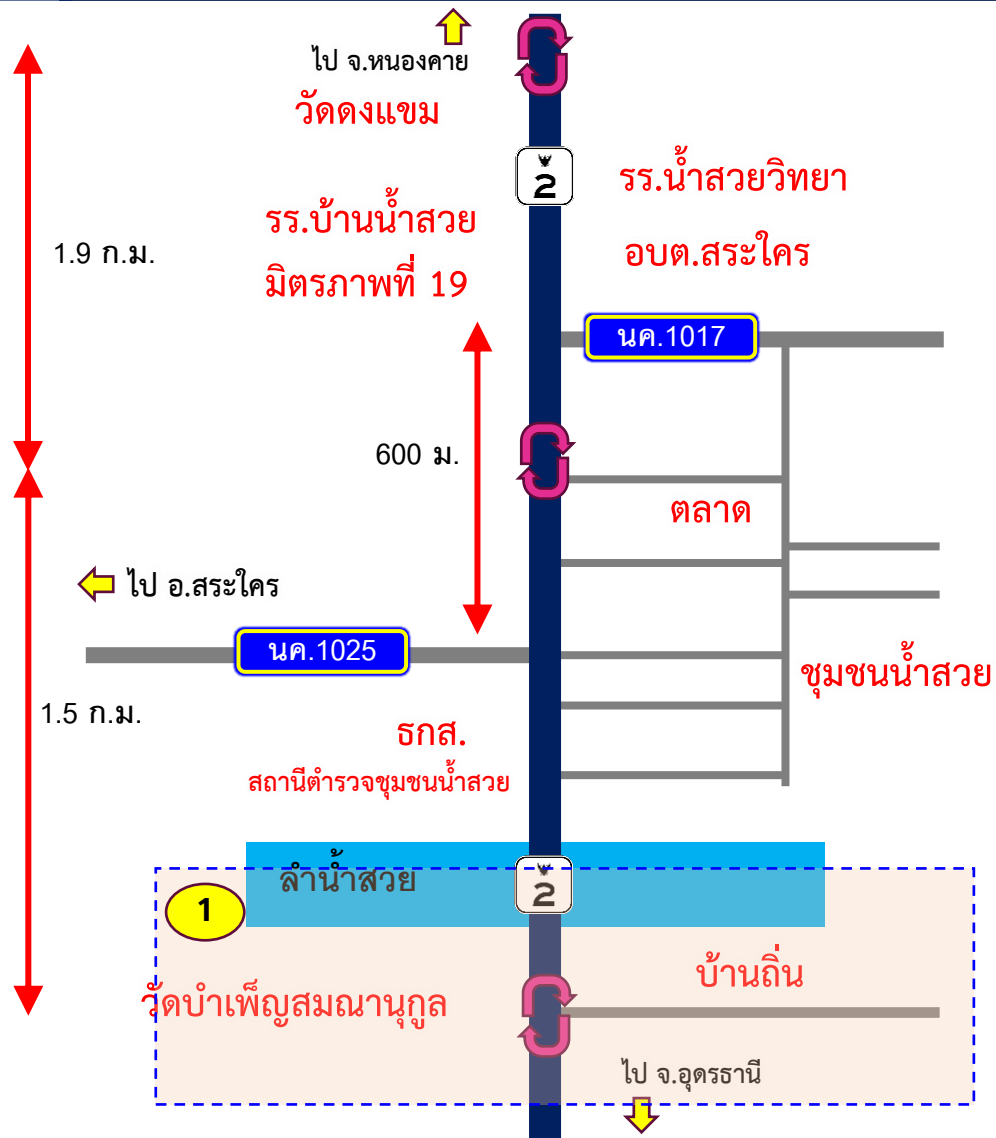 ไป จ.หนองคาย
วัดดงแขม
2
รร.น้ำสวยวิทยา
รร.บ้านน้ำสวย
มิตรภาพที่ 19
อบต.สระใคร
1.9 ก.ม.
นค.1017
600 ม.
ตลาด
ไป อ.สระใคร
นค.1025
ชุมชนน้ำสวย
1.5 ก.ม.
ธกส.
สถานีตำรวจชุมชนน้ำสวย
ลำน้ำสวย
2
1
บ้านถิ่น
วัดบำเพ็ญสมณานุกูล
ไป จ.อุดรธานี